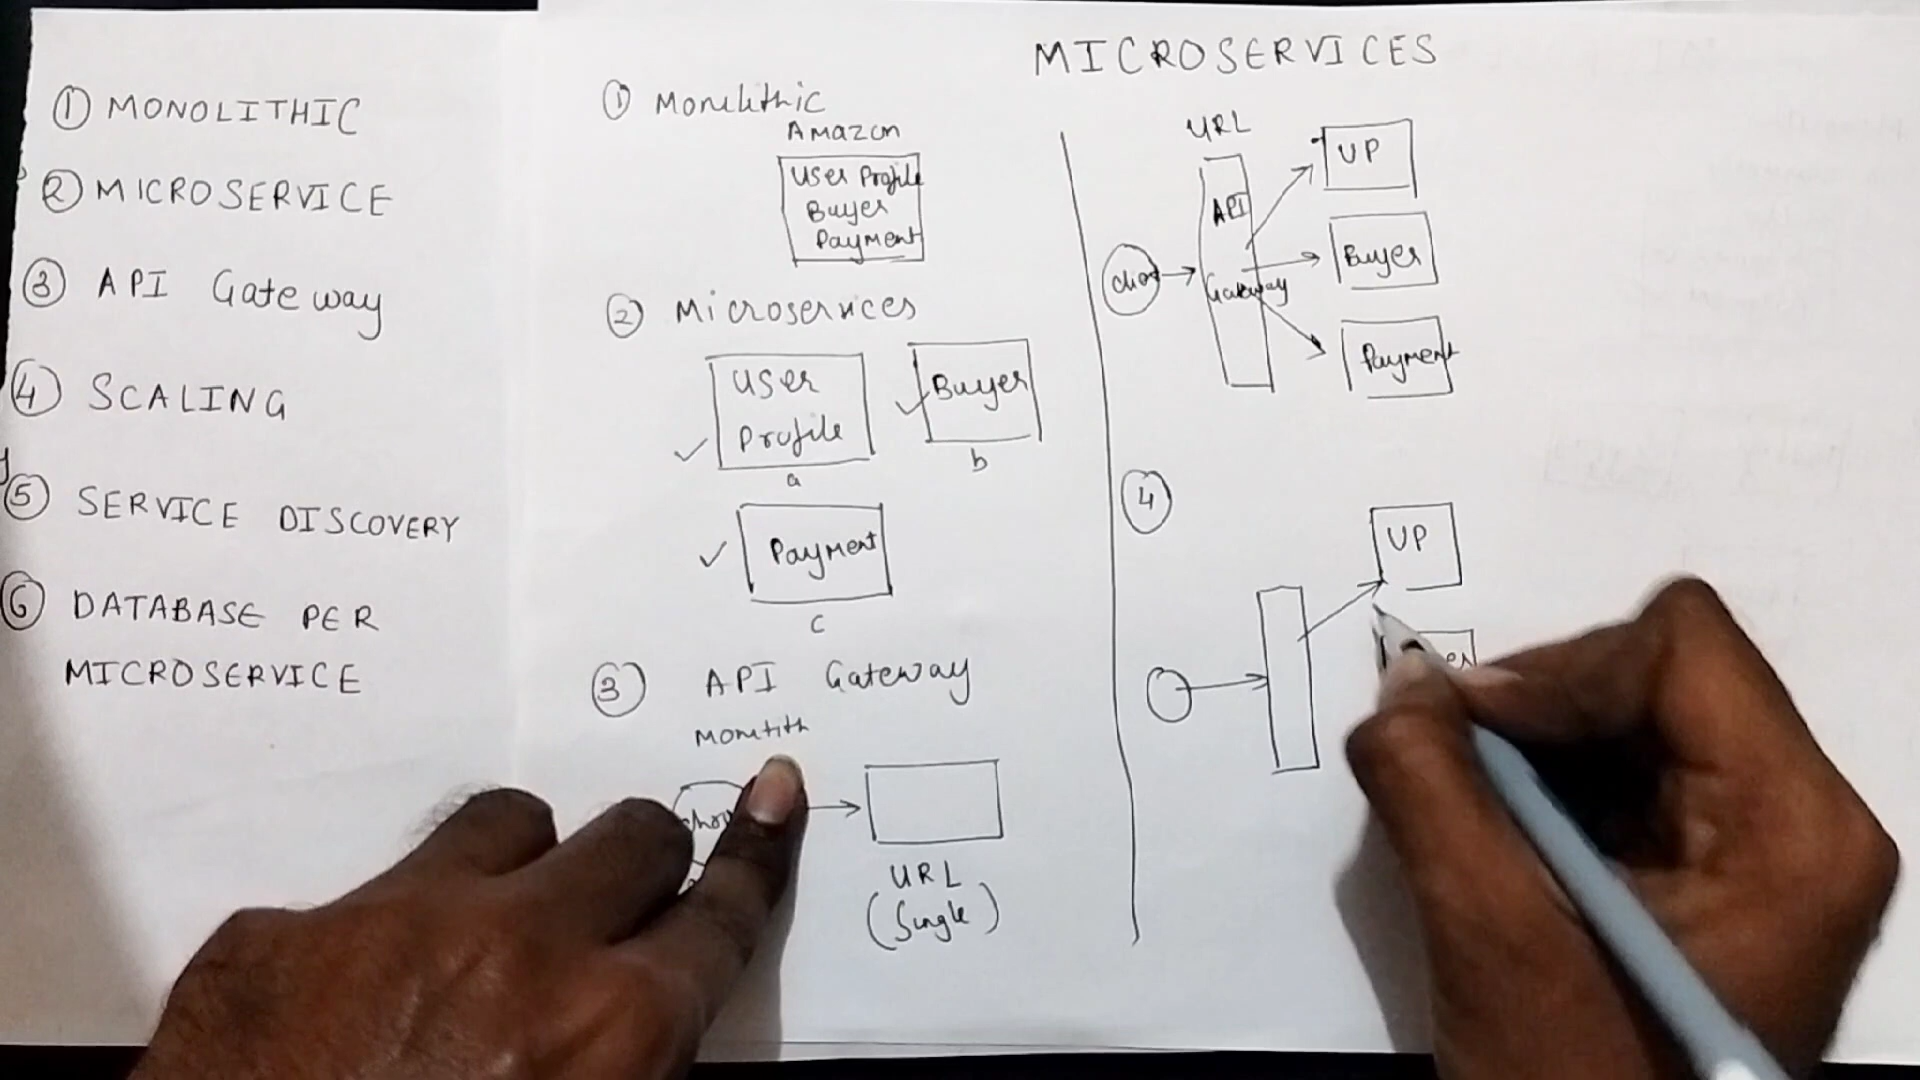 ① MONOLITHIC
② MICROSERVICE
③ API Gateway
④ SCALING
⑤ SERVICE DISCOVERY
⑥ DATABASE PER
MICROSERVICE
① Monolithic
Amazon
User Profile
Buyer
Payment
② Microservices
User
Profile
a
Buyer
b
Payment
c
③ API Gateway
URL
(Single)
MICROSERVICES
URL
API
Gateway
UP
Buyer
Payment
④
UP